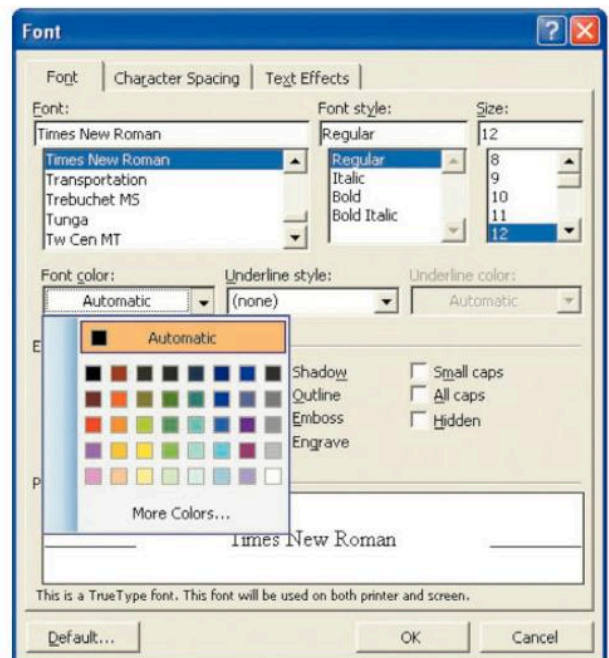 Font
Font Character Spacing Text Effects
Font: Font style: Size:
Times New Roman Regular 12
Times New Roman Regular 8
Transportation Italic 9
Trebuchet MS Bold 10
Tunga Bold Italic 11
Tw Cen MT 12
Font color: Underline style: Underline color:
Automatic (none) Automatic
Automatic
E
Shadow Small caps
Outline All caps
Emboss Hidden
Engrave
P
More Colors...
Times New Roman
This is a TrueType font. This font will be used on both printer and screen.
Default... OK Cancel